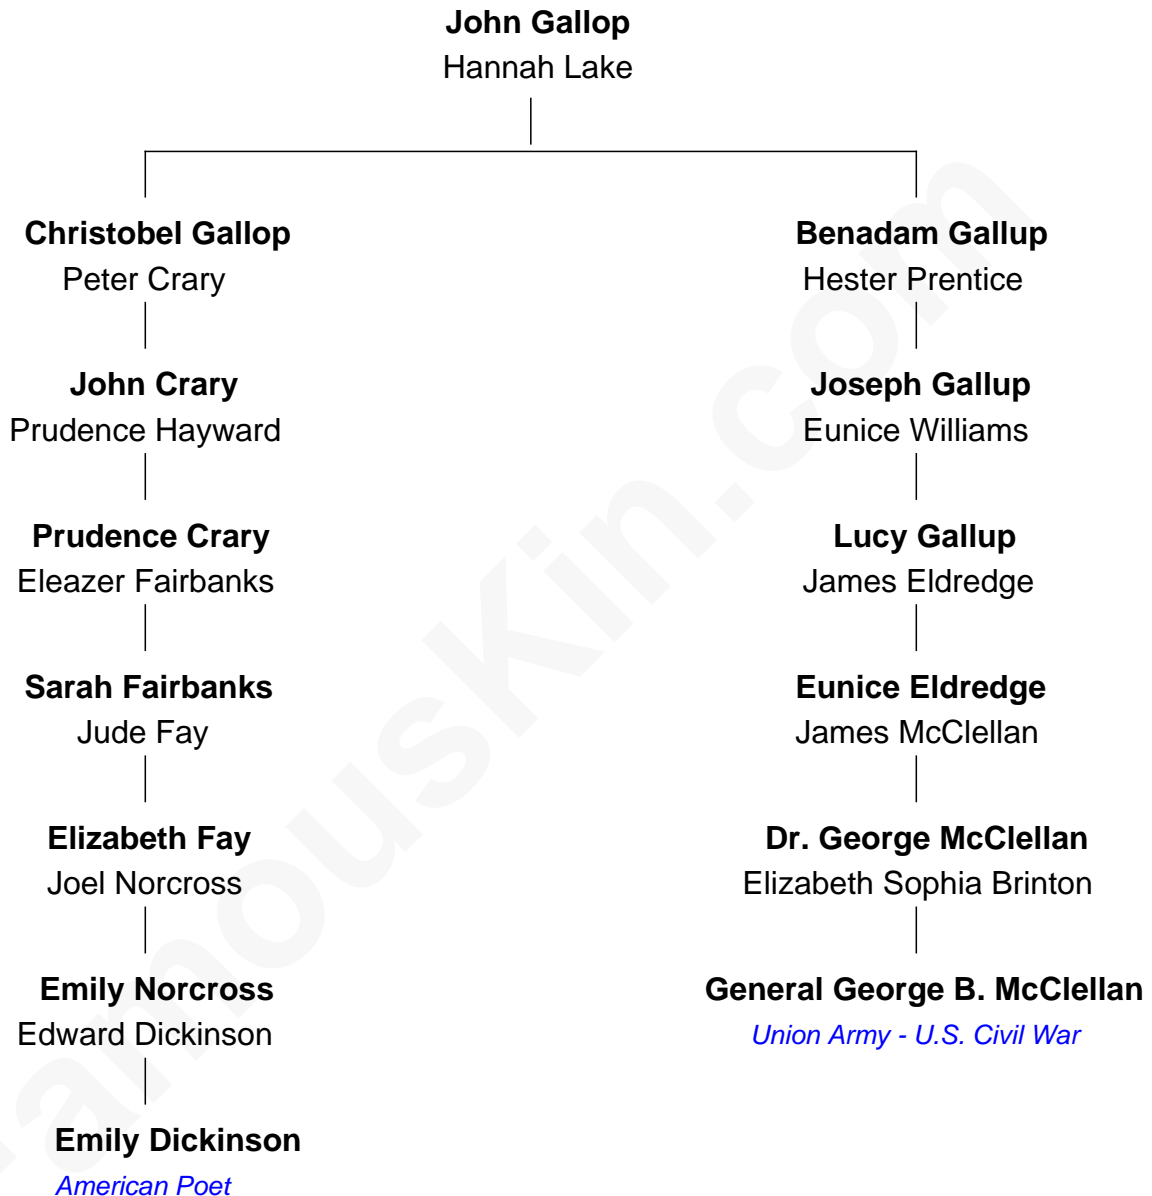 John Gallop
Hannah Lake
Christobel Gallop
Peter Crary
Benadam Gallup
Hester Prentice
John Crary
Prudence Hayward
Joseph Gallup
Eunice Williams
Prudence Crary
Eleazer Fairbanks
Lucy Gallup
James Eldredge
Sarah Fairbanks
Jude Fay
Eunice Eldredge
James McClellan
Elizabeth Fay
Joel Norcross
Dr. George McClellan
Elizabeth Sophia Brinton
Emily Norcross
Edward Dickinson
General George B. McClellan
Union Army - U.S. Civil War
Emily Dickinson
American Poet
amousKin.com